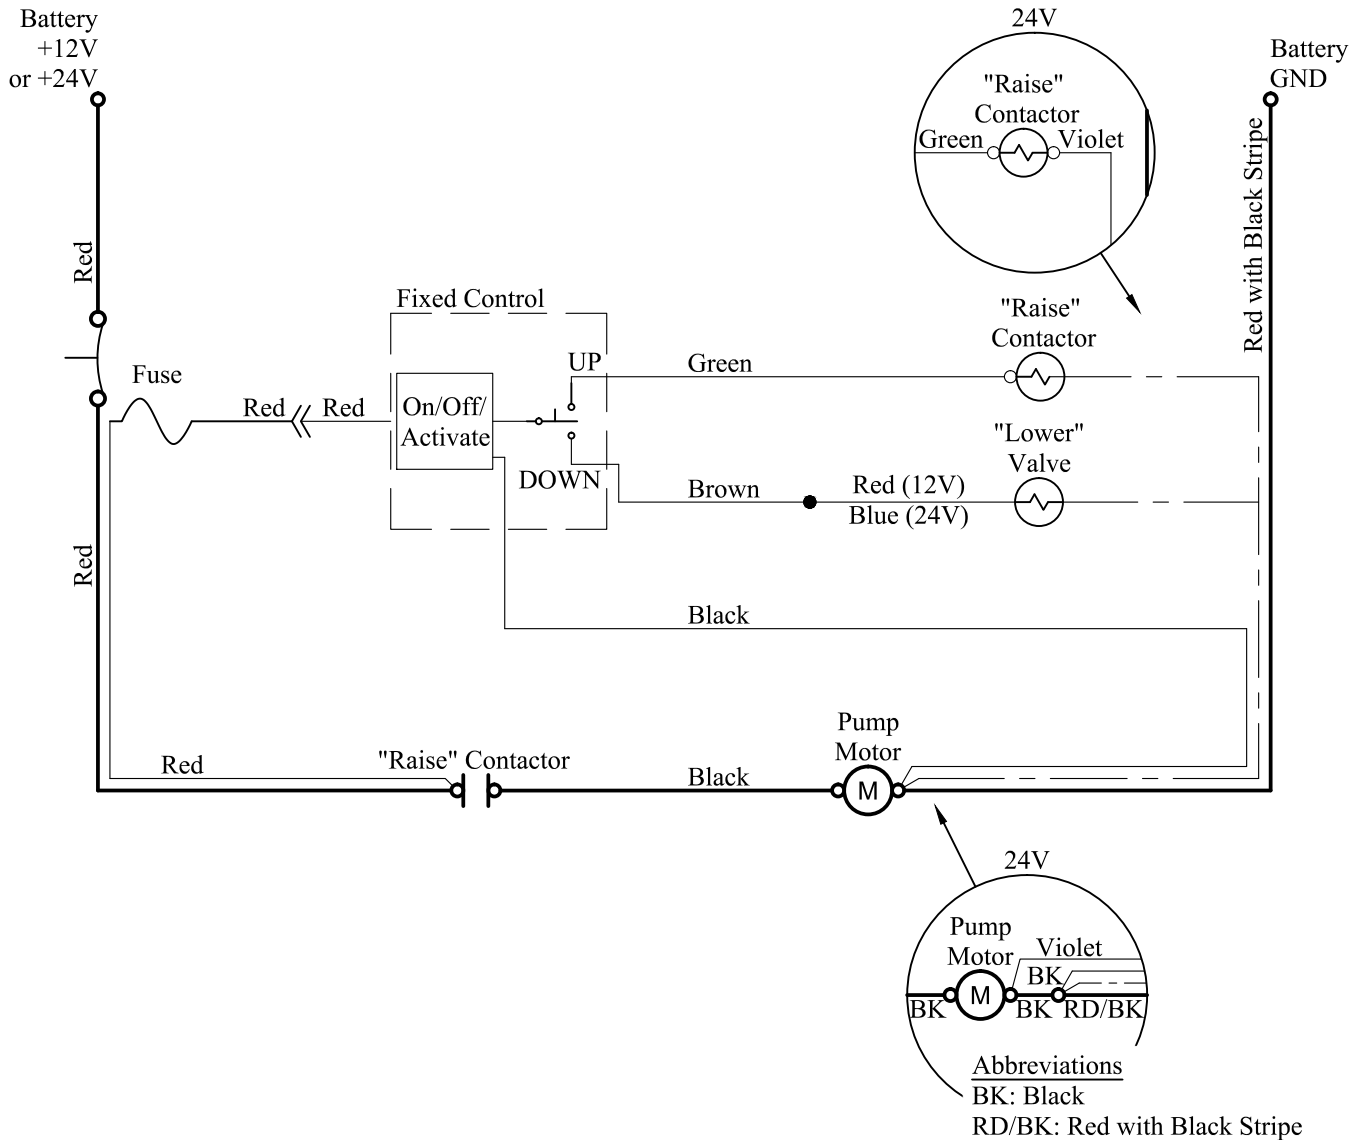 Battery
+12V
or +24V
24V
Battery
GND
"Raise"
Contactor
Green
Violet
Red with Black Stripe
Red
Fixed Control
"Raise"
Contactor
UP
Green
Fuse
Red
Red
On/Off/
Activate
DOWN
"Lower"
Valve
Brown
Red (12V)
Blue (24V)
Red
Black
Pump
Motor
Red
"Raise" Contactor
Black
M
24V
Pump
Motor
Violet
BK
M
BK
BK
RD/BK
Abbreviations
BK: Black
RD/BK: Red with Black Stripe